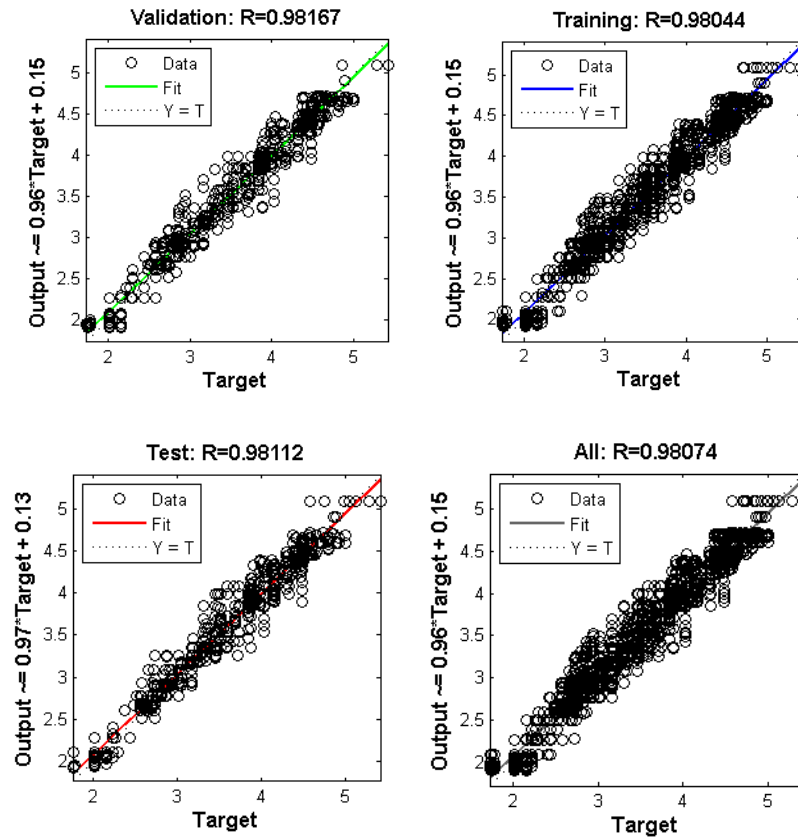 Validation: R=0.98167
Output ~= 0.96*Target + 0.15
5
4.5
4
3.5
3
2.5
2
Data
Fit
Y = T
2
3
4
5
Target
Training: R=0.98044
Output ~= 0.96*Target + 0.15
5
4.5
4
3.5
3
2.5
2
Data
Fit
Y = T
2
3
4
5
Target
Test: R=0.98112
Output ~= 0.97*Target + 0.13
5
4.5
4
3.5
3
2.5
2
Data
Fit
Y = T
2
3
4
5
Target
All: R=0.98074
Output ~= 0.96*Target + 0.15
5
4.5
4
3.5
3
2.5
2
Data
Fit
Y = T
2
3
4
5
Target